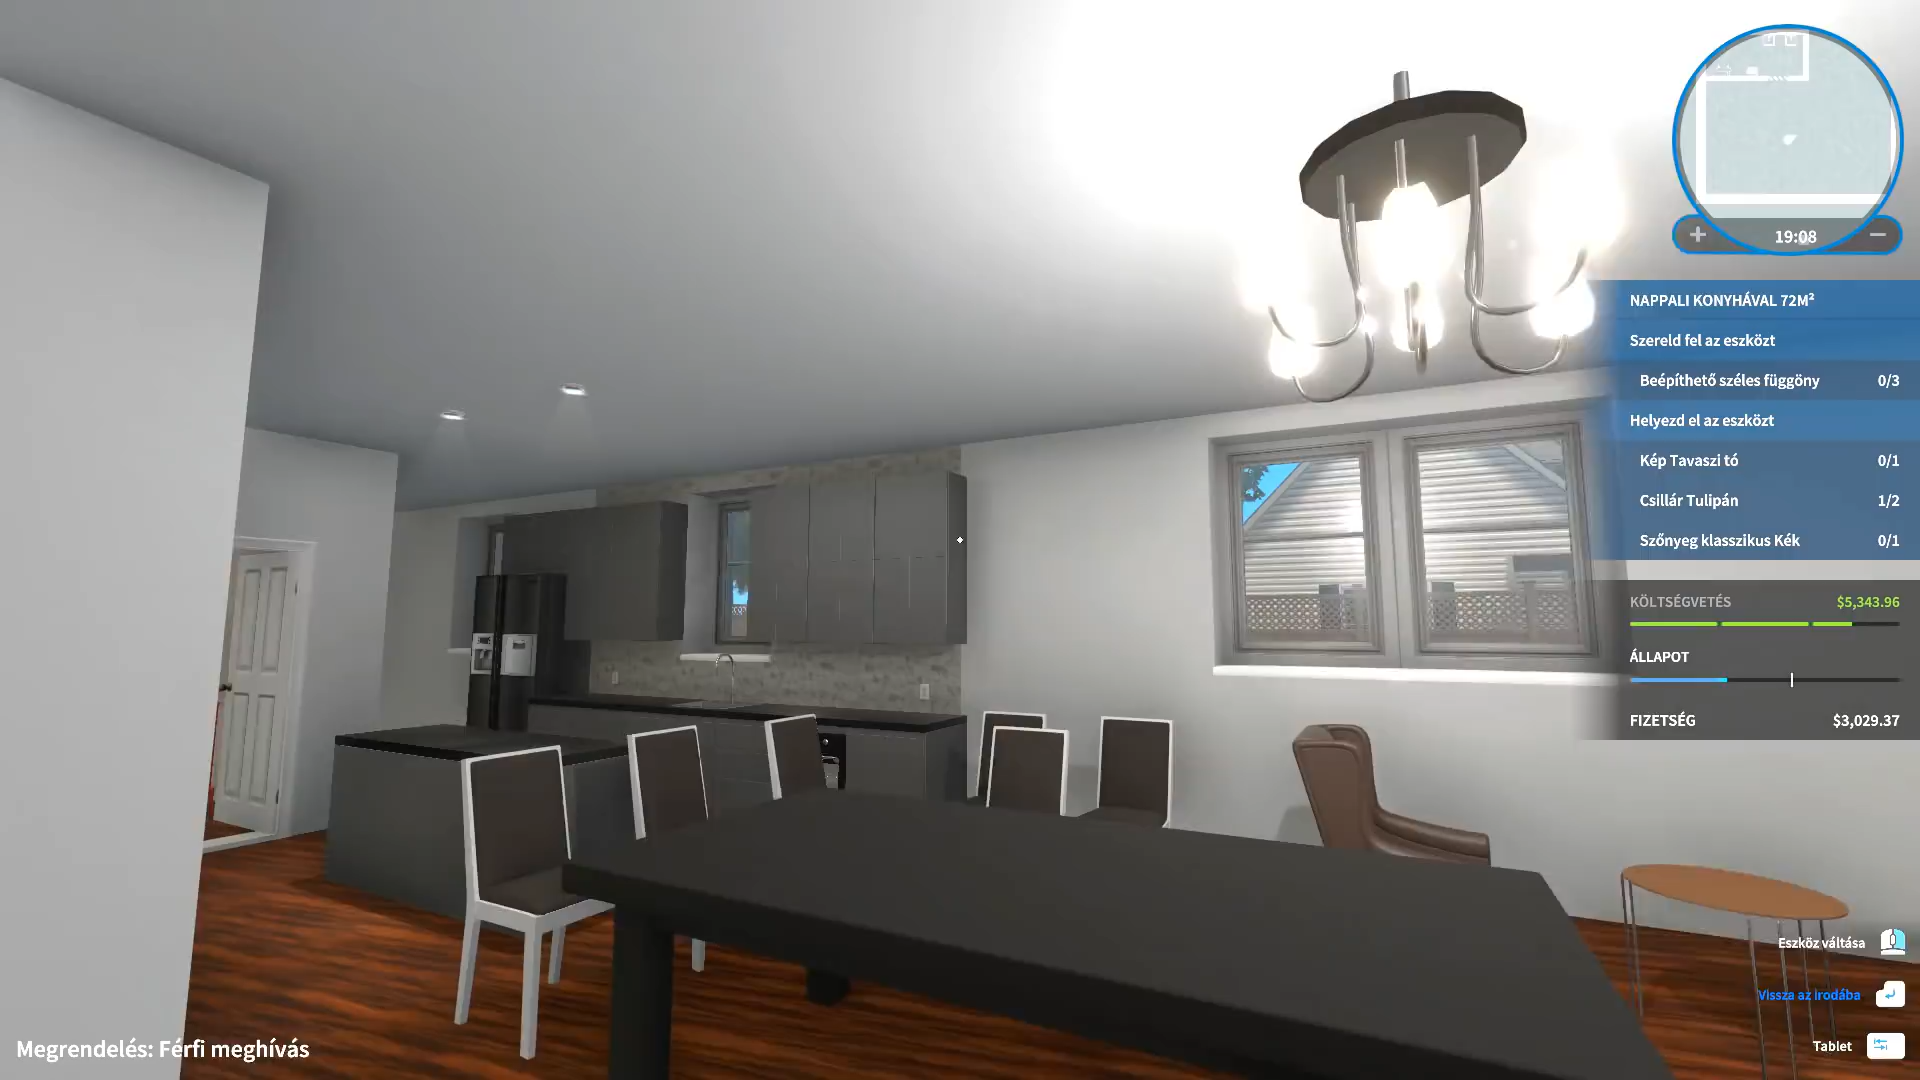 19:08
NAPPALI KONYHÁVAL 72M²
Szereld fel az eszközt
Beépíthető széles függöny 0/3
Helyezd el az eszközt
Kép Tavaszi tó 0/1
Csillár Tulipán 1/2
Szőnyeg klasszikus Kék 0/1
KÖLTSÉGVETÉS $5,343.96
ÁLLAPOT
FIZETSÉG $3,029.37
Eszköz váltása
Vissza az irodába
Megrendelés: Férfi meghívás
Tablet